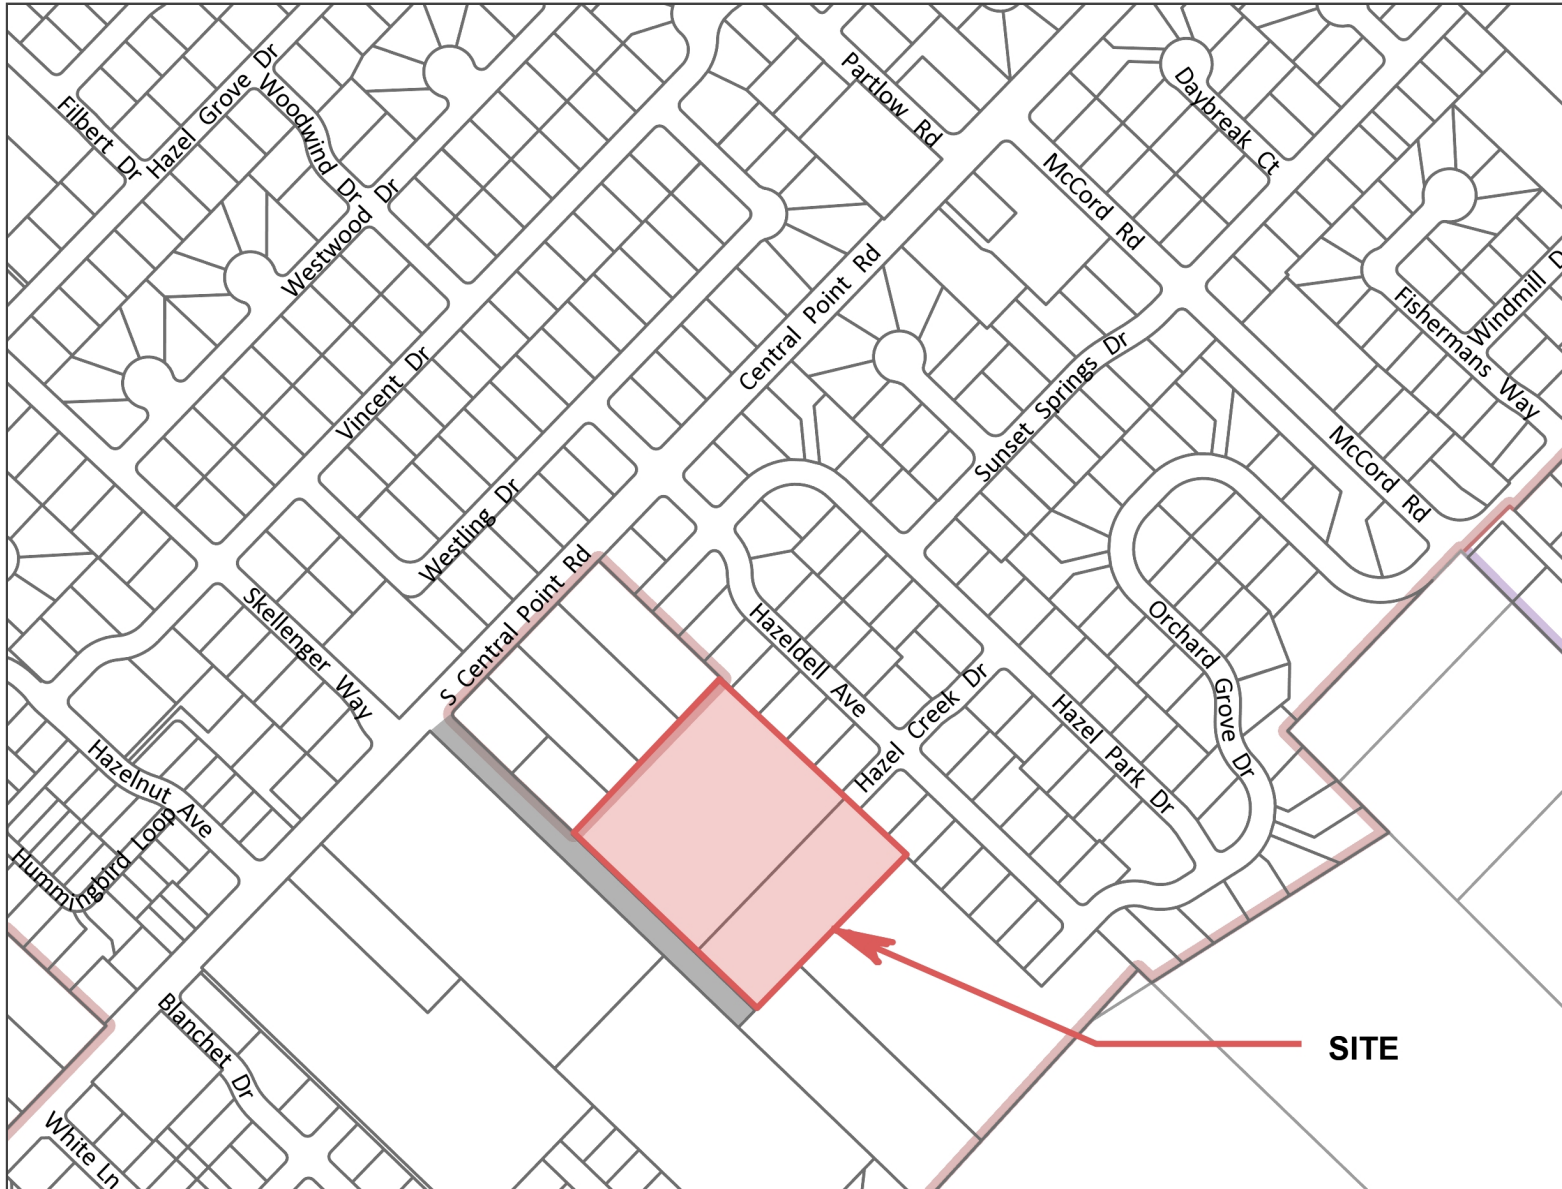 Filbert Dr
Hazel Grove Dr
Woodwind Dr
Westwood Dr
Partlow Rd
Daybreak Ct
McCord Rd
Central Point Rd
Vincent Dr
Sunset Springs Dr
Fishermans Way
Windmill D
McCord Rd
Westling Dr
S Central Point Rd
Skellenger Way
Hazeldell Ave
Orchard Grove Dr
Hazel Creek Dr
Hazel Park Dr
Hazelnut Ave
Hummingbird Loop
Blanchet Dr
White Ln
SITE